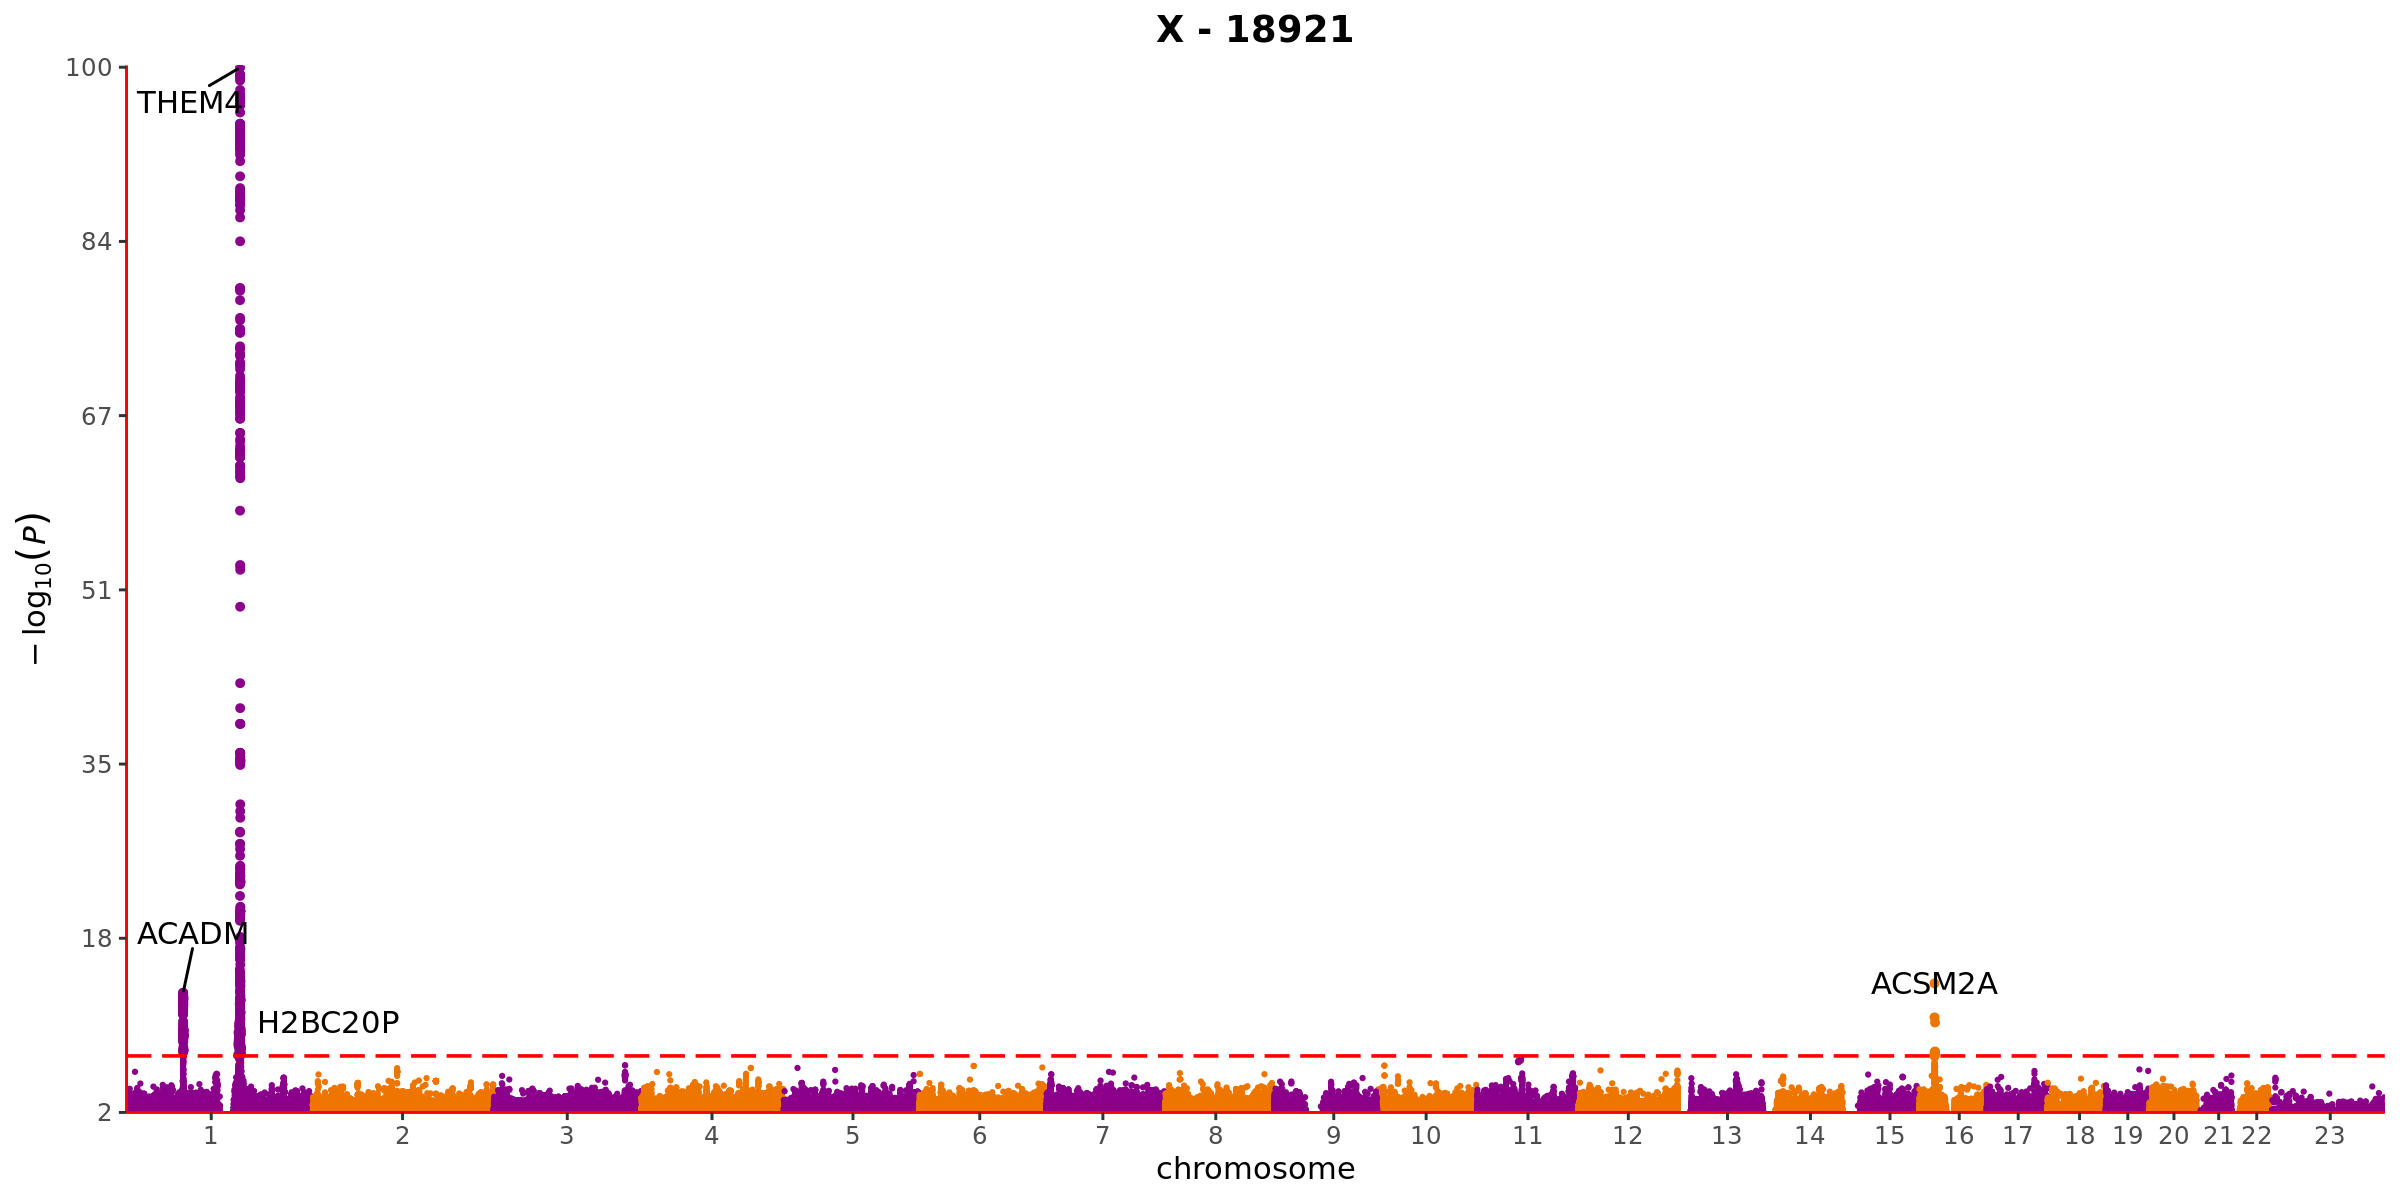 X - 18921
100
84
67
51
35
18
2
− log10(P)
THEM4
ACADM
H2BC20P
ACSM2A
1 2 3 4 5 6 7 8 9 10 11 12 13 14 15 16 17 18 19 20 21 22 23
chromosome